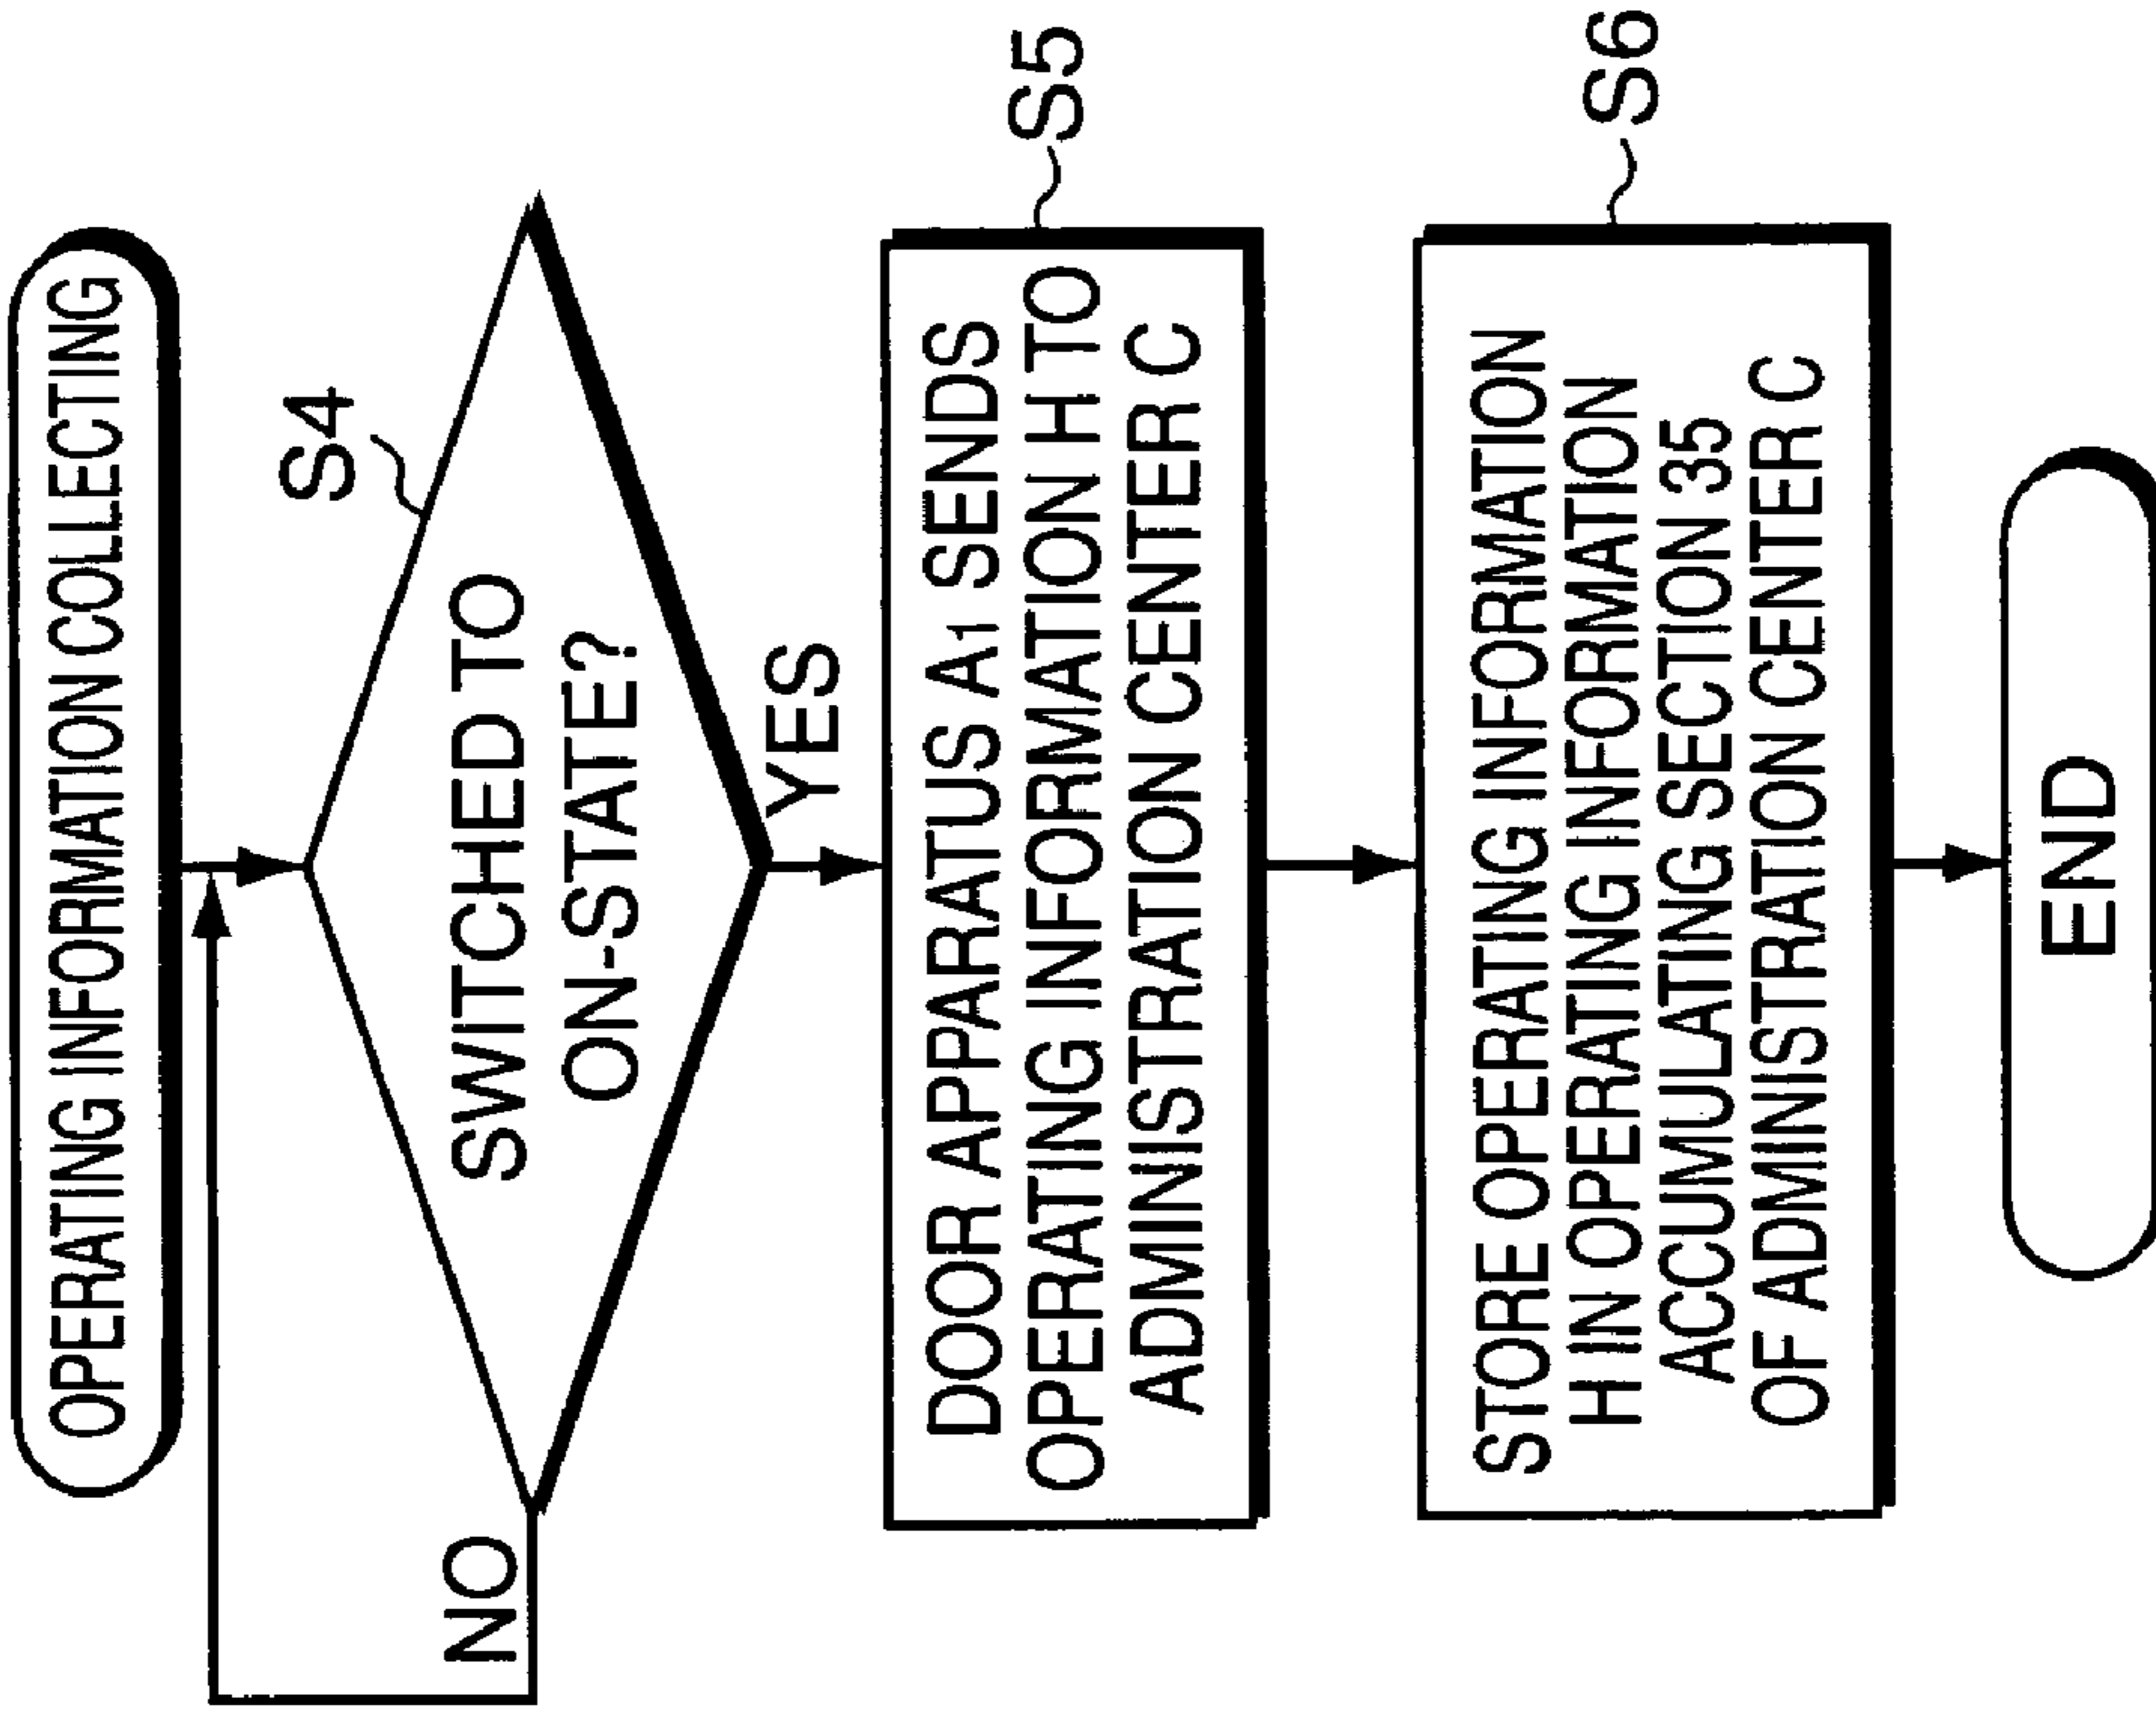 OPERATING INFORMATION COLLECTING
S4
SWITCHED TO
ON-STATE?
NO
YES
S5
DOOR APPARATUS A1 SENDS
OPERATING INFORMATION H TO
ADMINISTRATION CENTER C
S6
STORE OPERATING INFORMATION
H IN OPERATING INFORMATION
ACCUMULATING SECTION 35
OF ADMINISTRATION CENTER C
END